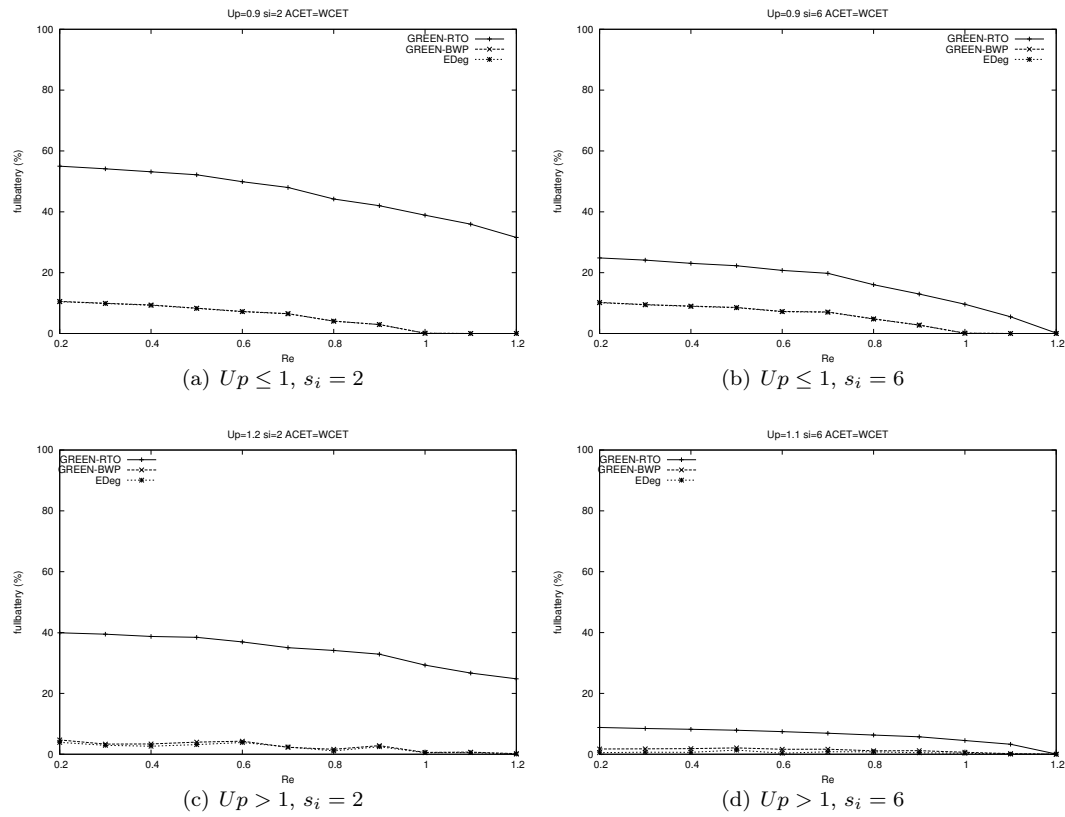 Up=0.9 si=2 ACET=WCET
100
80
60
40
20
0
fullbattery (%)
GREEN-RTO
GREEN-BWP
EDeg
0.2 0.4 0.6 0.8 1 1.2
Re
(a) Up ≤ 1, s_i = 2
Up=0.9 si=6 ACET=WCET
100
80
60
40
20
0
fullbattery (%)
GREEN-RTO
GREEN-BWP
EDeg
0.2 0.4 0.6 0.8 1 1.2
Re
(b) Up ≤ 1, s_i = 6
Up=1.2 si=2 ACET=WCET
100
80
60
40
20
0
fullbattery (%)
GREEN-RTO
GREEN-BWP
EDeg
0.2 0.4 0.6 0.8 1 1.2
Re
(c) Up > 1, s_i = 2
Up=1.1 si=6 ACET=WCET
100
80
60
40
20
0
fullbattery (%)
GREEN-RTO
GREEN-BWP
EDeg
0.2 0.4 0.6 0.8 1 1.2
Re
(d) Up > 1, s_i = 6